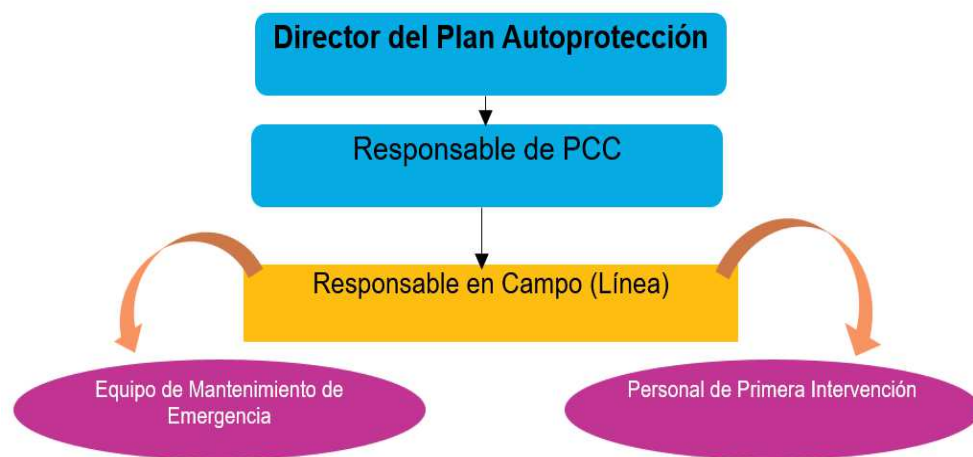 Director del Plan Autoprotección
Responsable de PCC
Responsable en Campo (Línea)
Equipo de Mantenimiento de
Emergencia
Personal de Primera Intervención